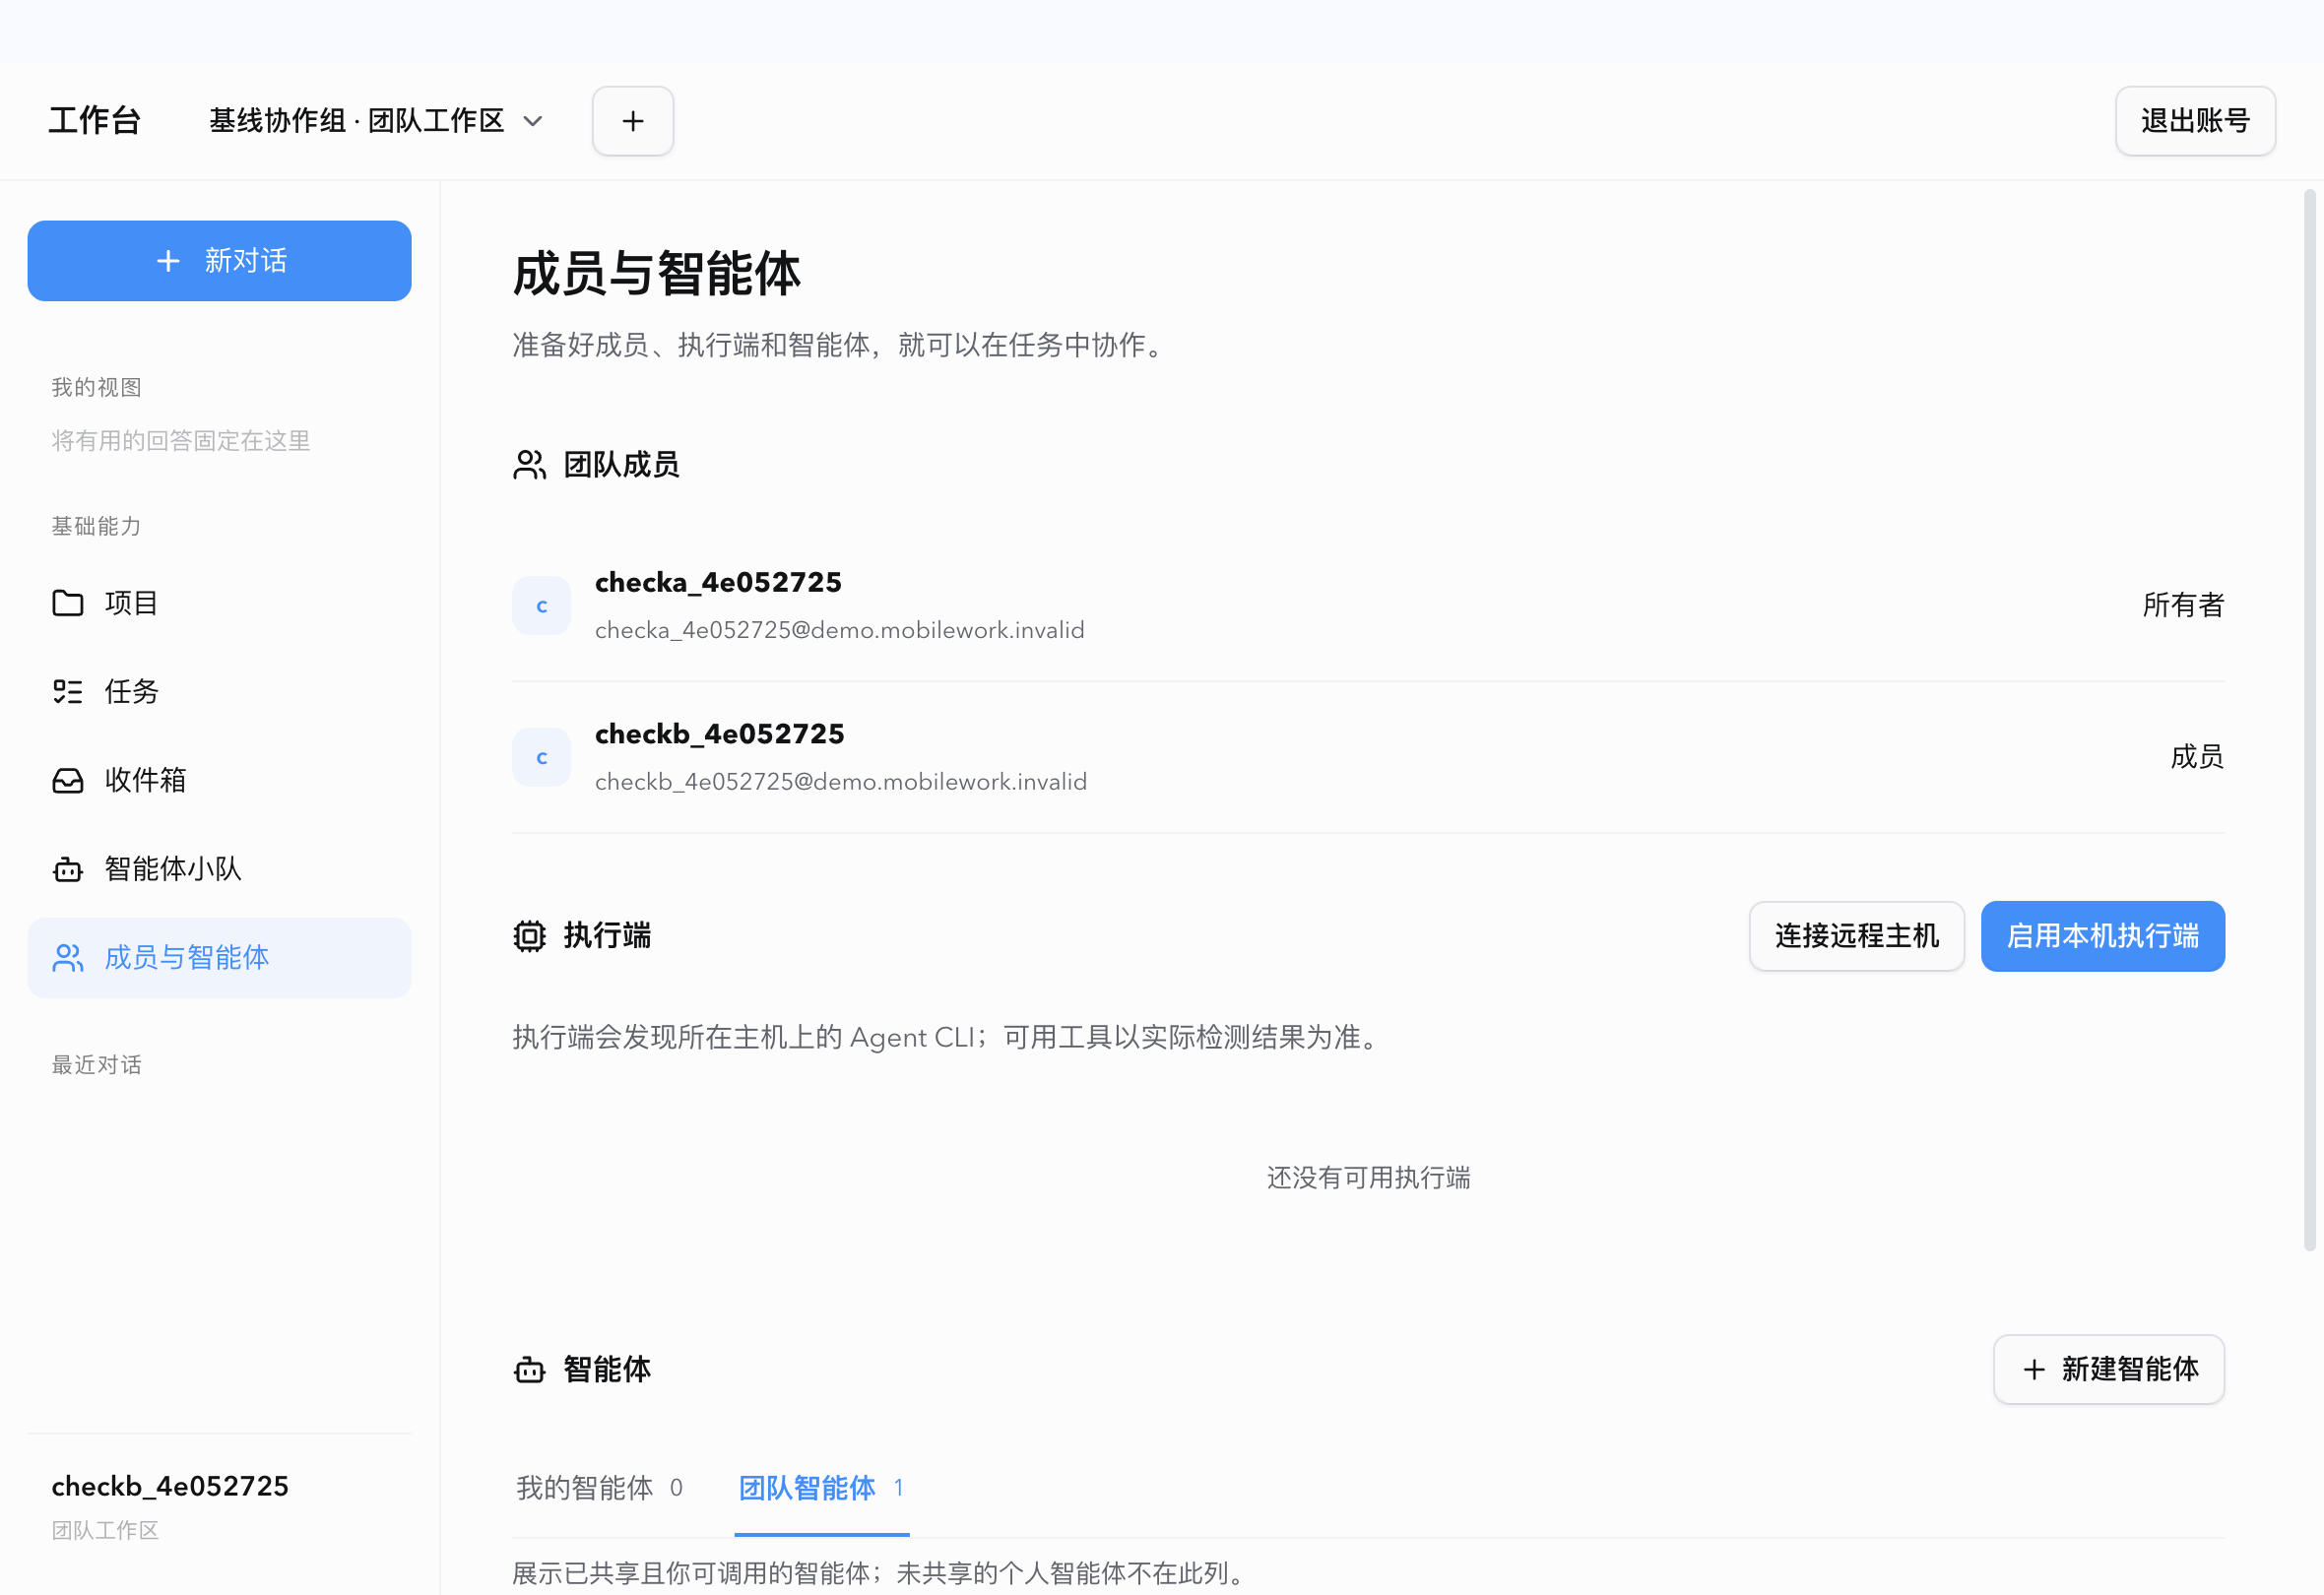 工作台
基线协作组 · 团队工作区
退出账号
新对话
我的视图
将有用的回答固定在这里
基础能力
项目
任务
收件箱
智能体小队
成员与智能体
最近对话
checkb_4e052725
团队工作区
成员与智能体
准备好成员、执行端和智能体，就可以在任务中协作。
团队成员
c
checka_4e052725
checka_4e052725@demo.mobilework.invalid
所有者
c
checkb_4e052725
checkb_4e052725@demo.mobilework.invalid
成员
执行端
连接远程主机
启用本机执行端
执行端会发现所在主机上的 Agent CLI；可用工具以实际检测结果为准。
还没有可用执行端
智能体
新建智能体
我的智能体 0
团队智能体 1
展示已共享且你可调用的智能体；未共享的个人智能体不在此列。